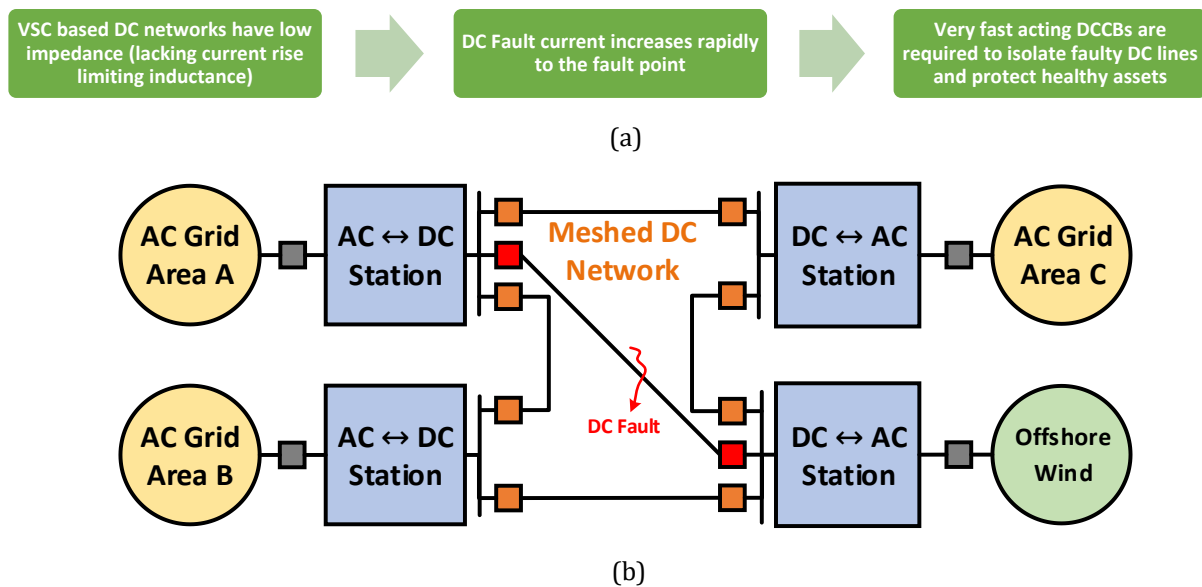 VSC based DC networks have low
impedance (lacking current rise
limiting inductance)
DC Fault current increases rapidly
to the fault point
Very fast acting DCCBs are
required to isolate faulty DC lines
and protect healthy assets
(a)
AC Grid
Area A
AC ↔ DC
Station
Meshed DC
Network
DC ↔ AC
Station
AC Grid
Area C
AC Grid
Area B
AC ↔ DC
Station
DC Fault
DC ↔ AC
Station
Offshore
Wind
(b)